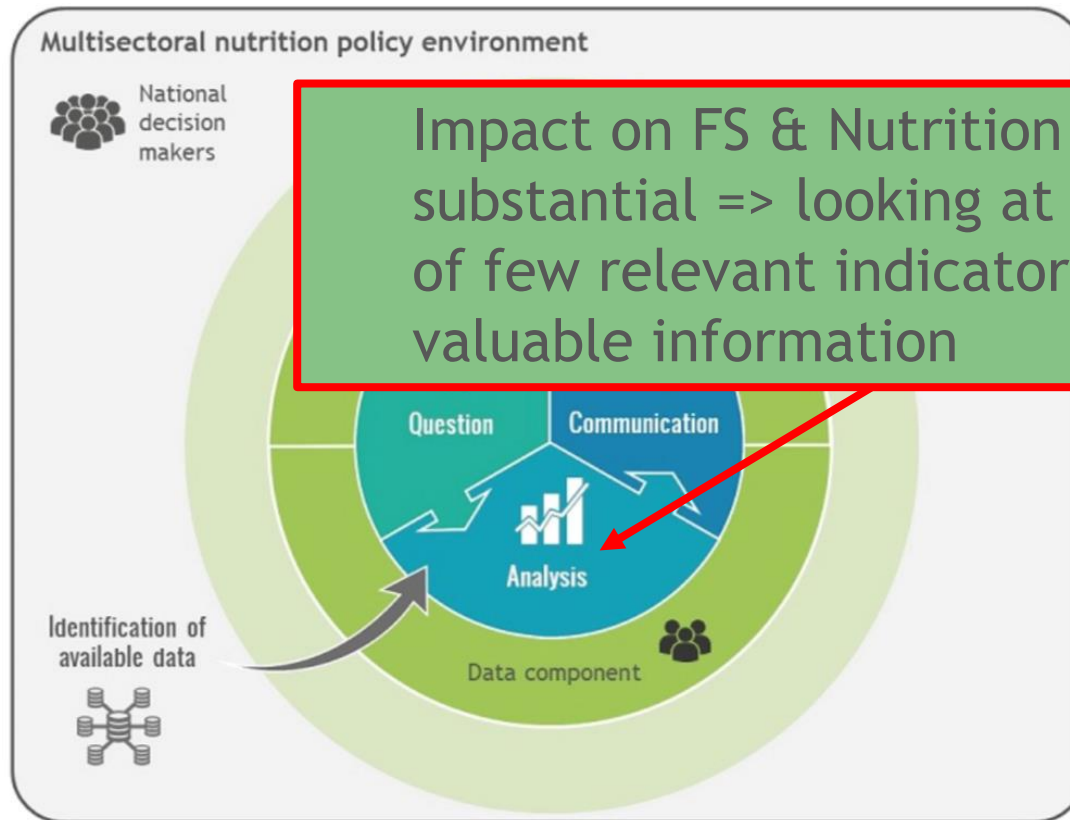 Multisectoral nutrition policy environment
National
decision
makers
Impact on FS & Nutrition
substantial => looking at
of few relevant indicator
valuable information
Question
Communication
Analysis
Identification of
available data
Data component